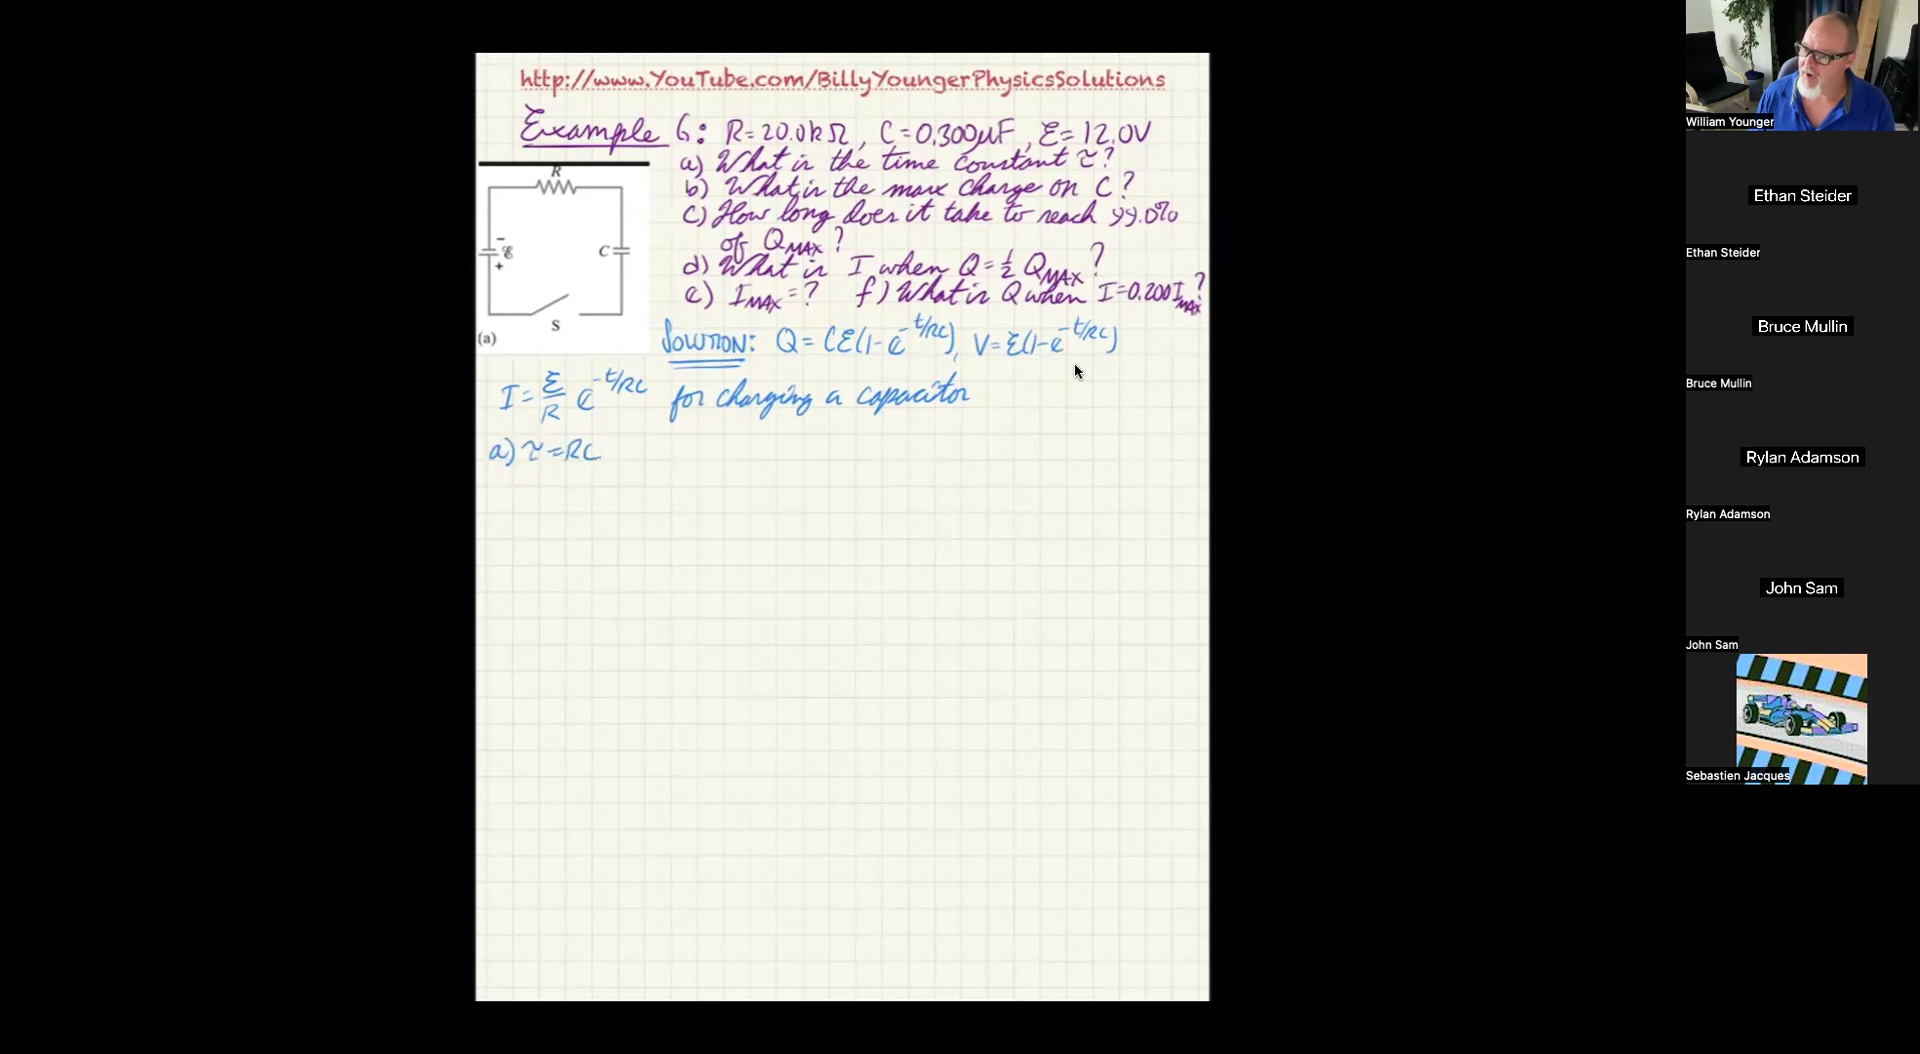 http://www.YouTube.com/BillyYoungerPhysicsSolutions
Example 6: R=20.0kΩ, C=0.300μF, ℰ=12.0V
a) What is the time constant τ?
b) What is the max charge on C?
c) How long does it take to reach 99.0%
of QMAX?
d) What is I when Q=½ QMAX?
e) IMAX=? f) What is Q when I=0.200IMAX?
R
−
ℰ
+
C
S
(a)
Solution: Q=Cℰ(1-e^-t/RC), V=ℰ(1-e^-t/RC)
I=ℰ/R e^-t/RC for charging a capacitor
a) τ=RC
William Younger
Ethan Steider
Ethan Steider
Bruce Mullin
Bruce Mullin
Rylan Adamson
Rylan Adamson
John Sam
John Sam
Sebastien Jacques